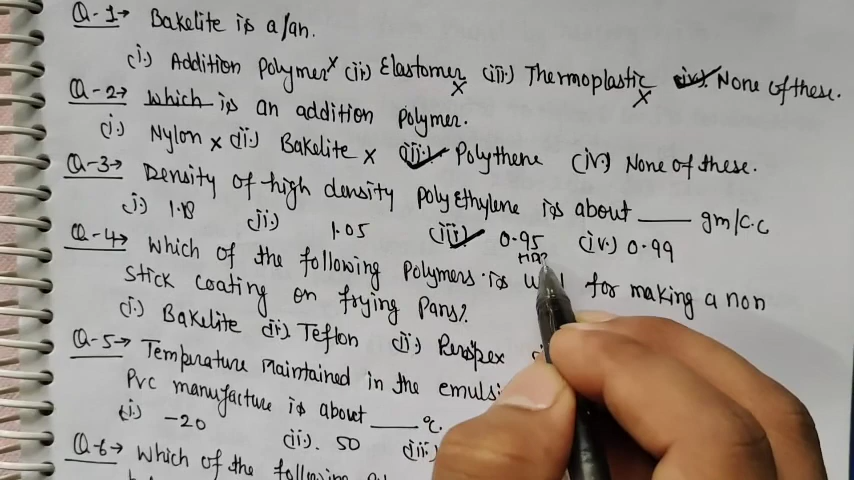 Q-1→ Bakelite is a/an.
(i.) Addition Polymer x (ii) Elastomer x (iii.) Thermoplastic x (iv). None of these.
Q-2→ Which is an addition polymer.
(i.) Nylon x (ii.) Bakelite x (iii.) Polythene (iv.) None of these.
Q-3→ Density of high density polyethylene is about ____ gm/c.c
(i.) 1.18 (ii.) 1.05 (iii) 0.95 (iv.) 0.99
Q-4→ Which of the following Polymers is for making a non
stick coating on frying Pans?
(i.) Bakelite (ii). Teflon (ii) Perspex
Q-5→ Temperature Maintained in the
Pvc manufacture is about ____ °c.
(i.) -20 (ii). 50 (iii)
Q-6→ Which of the following